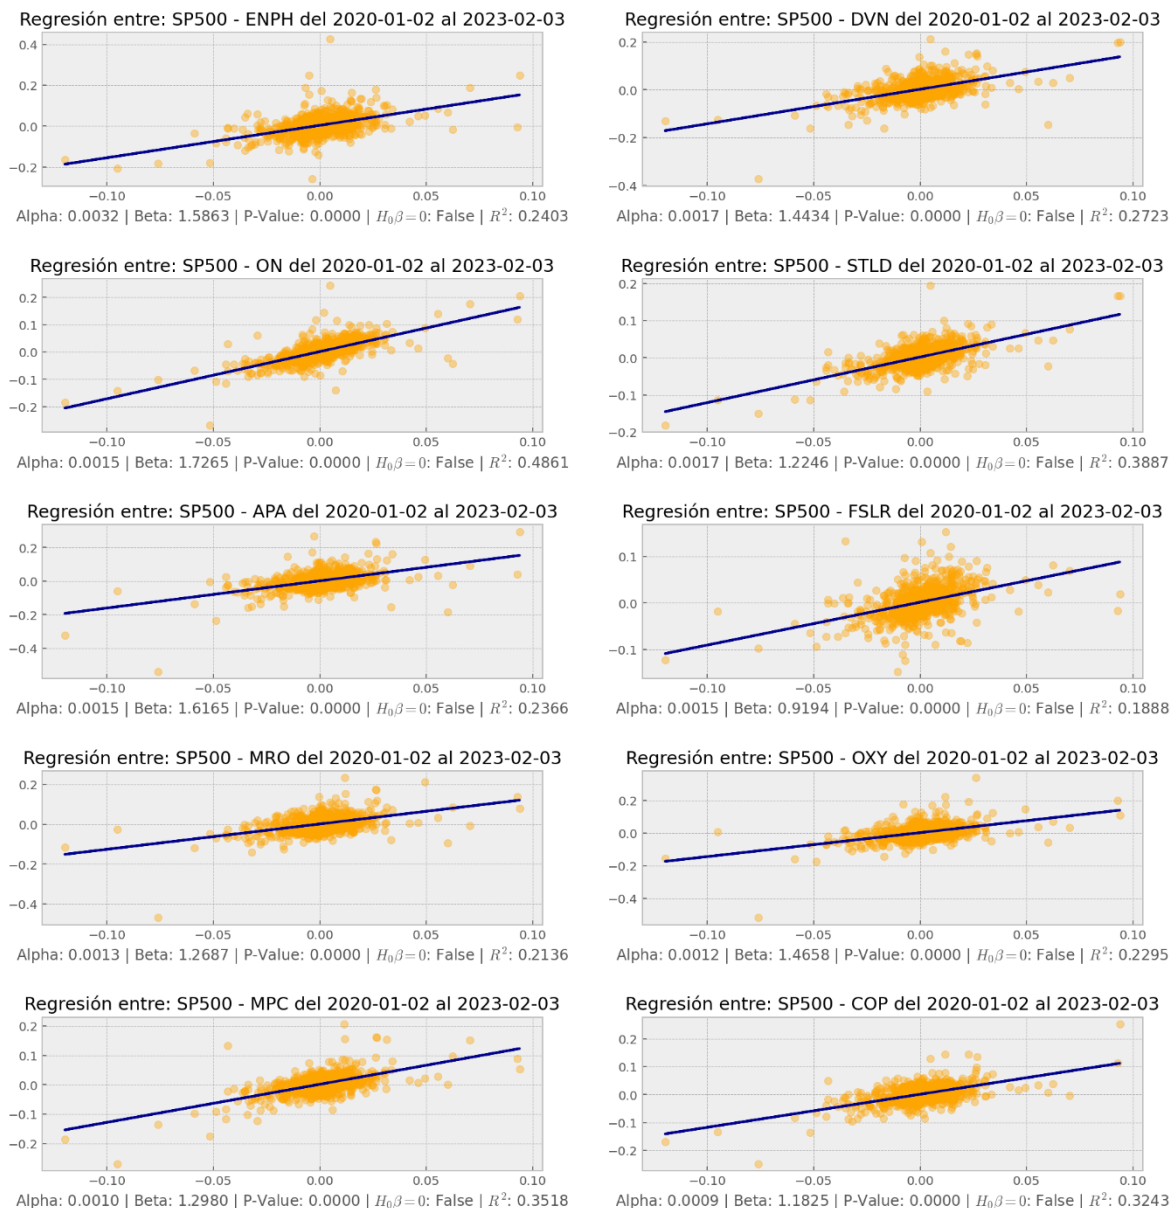 Regresión entre: SP500 - ENPH del 2020-01-02 al 2023-02-03
0.4
0.2
0.0
−0.2
−0.10 −0.05 0.00 0.05 0.10
Alpha: 0.0032 | Beta: 1.5863 | P-Value: 0.0000 | H₀β=0: False | R²: 0.2403
Regresión entre: SP500 - DVN del 2020-01-02 al 2023-02-03
0.2
0.0
−0.2
−0.4
−0.10 −0.05 0.00 0.05 0.10
Alpha: 0.0017 | Beta: 1.4434 | P-Value: 0.0000 | H₀β=0: False | R²: 0.2723
Regresión entre: SP500 - ON del 2020-01-02 al 2023-02-03
0.2
0.1
0.0
−0.1
−0.2
−0.10 −0.05 0.00 0.05 0.10
Alpha: 0.0015 | Beta: 1.7265 | P-Value: 0.0000 | H₀β=0: False | R²: 0.4861
Regresión entre: SP500 - STLD del 2020-01-02 al 2023-02-03
0.2
0.1
0.0
−0.1
−0.2
−0.10 −0.05 0.00 0.05 0.10
Alpha: 0.0017 | Beta: 1.2246 | P-Value: 0.0000 | H₀β=0: False | R²: 0.3887
Regresión entre: SP500 - APA del 2020-01-02 al 2023-02-03
0.2
0.0
−0.2
−0.4
−0.10 −0.05 0.00 0.05 0.10
Alpha: 0.0015 | Beta: 1.6165 | P-Value: 0.0000 | H₀β=0: False | R²: 0.2366
Regresión entre: SP500 - FSLR del 2020-01-02 al 2023-02-03
0.1
0.0
−0.1
−0.10 −0.05 0.00 0.05 0.10
Alpha: 0.0015 | Beta: 0.9194 | P-Value: 0.0000 | H₀β=0: False | R²: 0.1888
Regresión entre: SP500 - MRO del 2020-01-02 al 2023-02-03
0.2
0.0
−0.2
−0.4
−0.10 −0.05 0.00 0.05 0.10
Alpha: 0.0013 | Beta: 1.2687 | P-Value: 0.0000 | H₀β=0: False | R²: 0.2136
Regresión entre: SP500 - OXY del 2020-01-02 al 2023-02-03
0.2
0.0
−0.2
−0.4
−0.10 −0.05 0.00 0.05 0.10
Alpha: 0.0012 | Beta: 1.4658 | P-Value: 0.0000 | H₀β=0: False | R²: 0.2295
Regresión entre: SP500 - MPC del 2020-01-02 al 2023-02-03
0.2
0.1
0.0
−0.1
−0.2
−0.10 −0.05 0.00 0.05 0.10
Alpha: 0.0010 | Beta: 1.2980 | P-Value: 0.0000 | H₀β=0: False | R²: 0.3518
Regresión entre: SP500 - COP del 2020-01-02 al 2023-02-03
0.2
0.1
0.0
−0.1
−0.2
−0.10 −0.05 0.00 0.05 0.10
Alpha: 0.0009 | Beta: 1.1825 | P-Value: 0.0000 | H₀β=0: False | R²: 0.3243